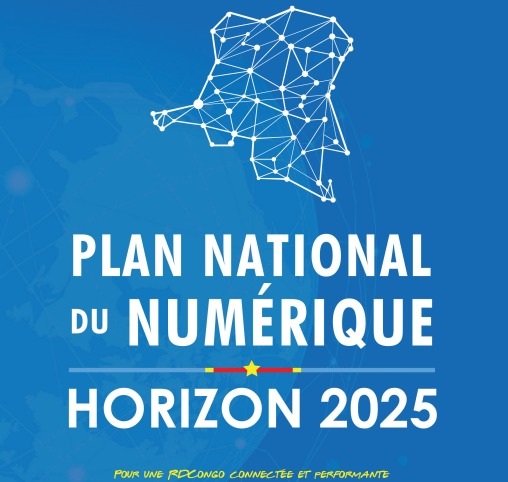 PLAN NATIONAL
DU NUMÉRIQUE
HORIZON 2025
POUR UNE RDCONGO CONNECTÉE ET PERFORMANTE